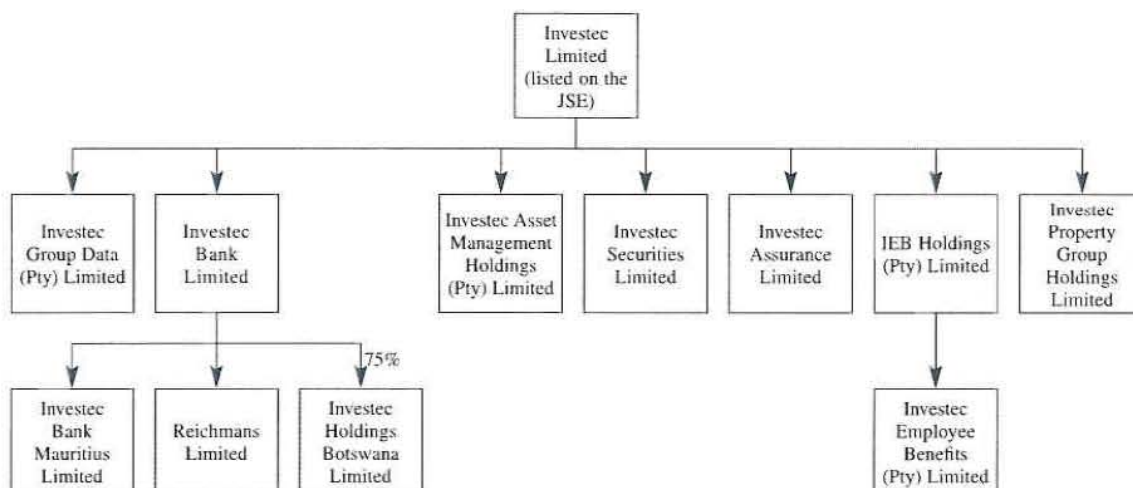 Investec
Limited
(listed on the
JSE)
Investec
Group Data
(Pty) Limited
Investec
Bank
Limited
Investec Asset
Management
Holdings
(Pty) Limited
Investec
Securities
Limited
Investec
Assurance
Limited
IEB Holdings
(Pty) Limited
Investec
Property
Group
Holdings
Limited
75%
Investec
Bank
Mauritius
Limited
Reichmans
Limited
Investec
Holdings
Botswana
Limited
Investec
Employee
Benefits
(Pty) Limited